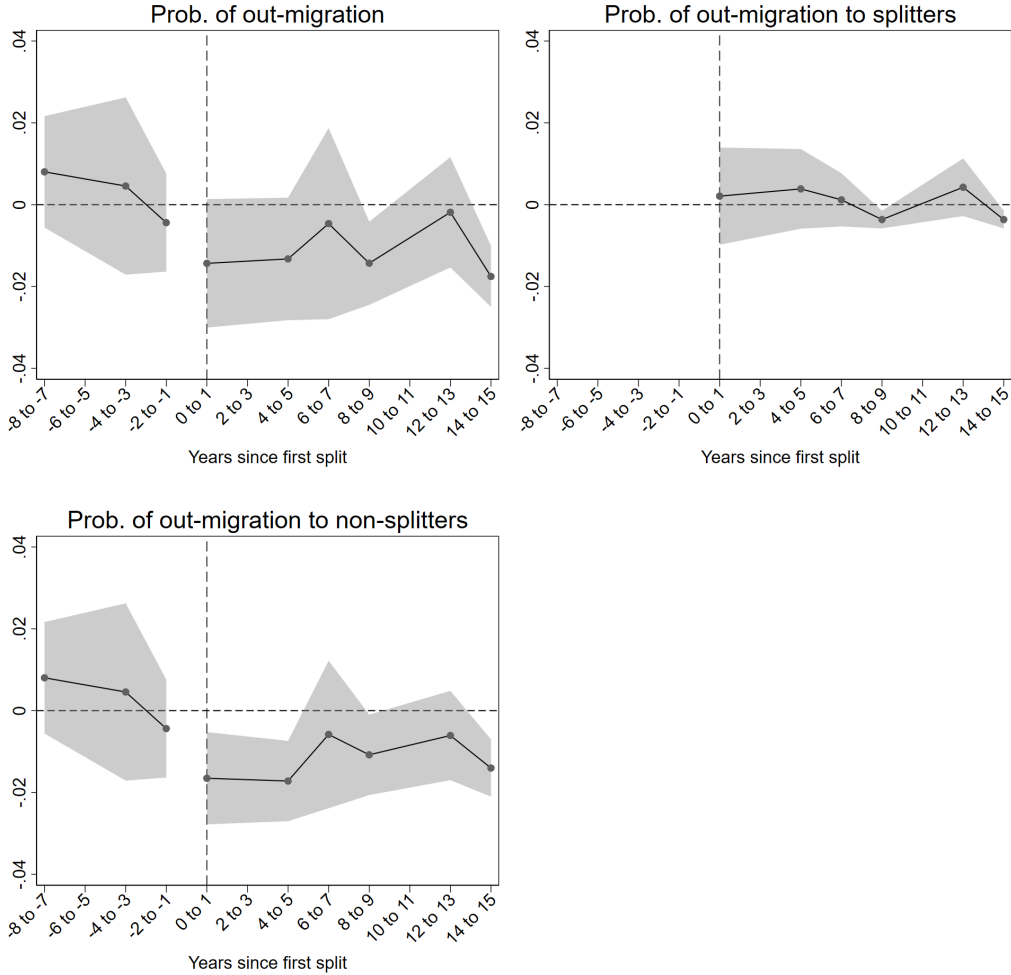 Prob. of out-migration
.04
.02
0
-.02
-.04
-8 to -7
-6 to -5
-4 to -3
-2 to -1
0 to 1
2 to 3
4 to 5
6 to 7
8 to 9
10 to 11
12 to 13
14 to 15
Years since first split
Prob. of out-migration to splitters
.04
.02
0
-.02
-.04
-8 to -7
-6 to -5
-4 to -3
-2 to -1
0 to 1
2 to 3
4 to 5
6 to 7
8 to 9
10 to 11
12 to 13
14 to 15
Years since first split
Prob. of out-migration to non-splitters
.04
.02
0
-.02
-.04
-8 to -7
-6 to -5
-4 to -3
-2 to -1
0 to 1
2 to 3
4 to 5
6 to 7
8 to 9
10 to 11
12 to 13
14 to 15
Years since first split